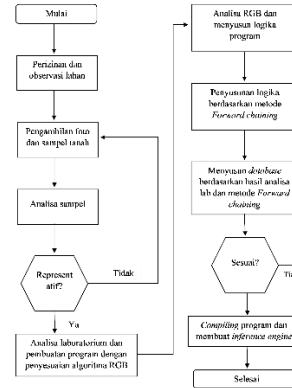 Mulai
Perizinan dan
observasi lahan
Pengambilan foto
dan sampel tanah
Analisa sampel
Represent
atif?
Tidak
Ya
Analisa laboratorium dan
pembuatan program dengan
penyesuaian algoritma RGB
Analisa RGB dan
menyusun logika
program
Penyusunan logika
berdasarkan metode
Forward chaining
Menyusun database
berdasarkan hasil analisa
lab dan metode Forward
chaining
Sesuai?
Compiling program dan
membuat inference engine
Selesai